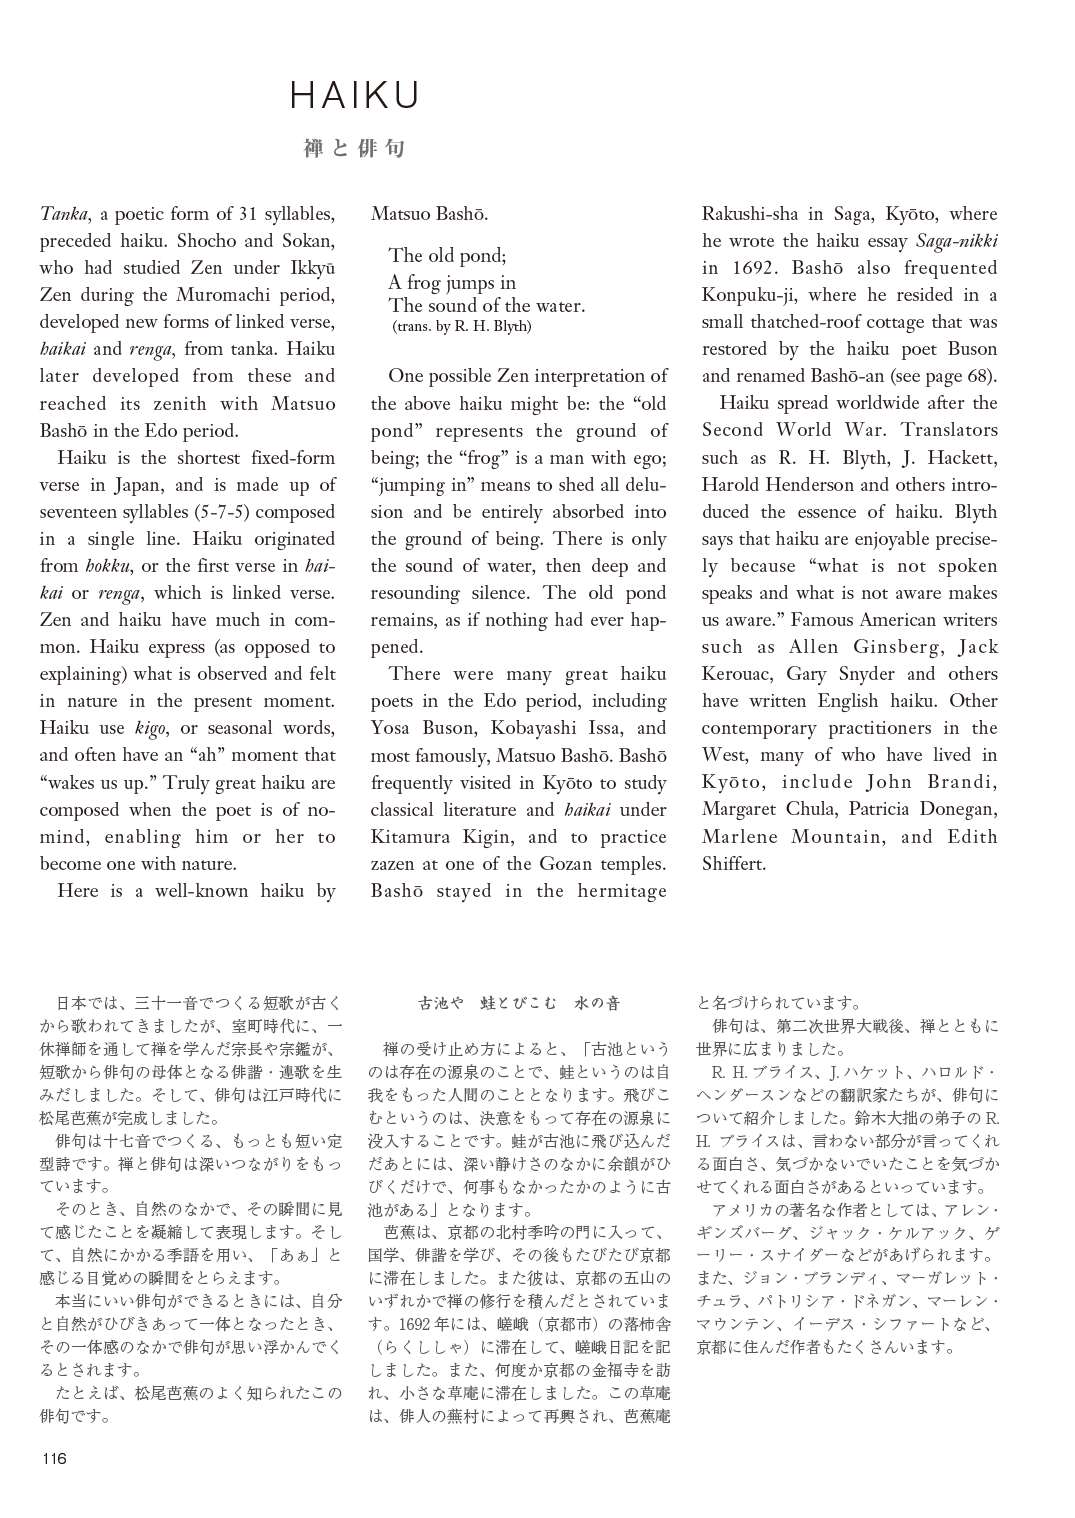 HAIKU
禅と俳句
Tanka, a poetic form of 31 syllables,
preceded haiku. Shocho and Sokan,
who had studied Zen under Ikkyū
Zen during the Muromachi period,
developed new forms of linked verse,
haikai and renga, from tanka. Haiku
later developed from these and
reached its zenith with Matsuo
Bashō in the Edo period.
Haiku is the shortest fixed-form
verse in Japan, and is made up of
seventeen syllables (5-7-5) composed
in a single line. Haiku originated
from hokku, or the first verse in hai-
kai or renga, which is linked verse.
Zen and haiku have much in com-
mon. Haiku express (as opposed to
explaining) what is observed and felt
in nature in the present moment.
Haiku use kigo, or seasonal words,
and often have an “ah” moment that
“wakes us up.” Truly great haiku are
composed when the poet is of no-
mind, enabling him or her to
become one with nature.
Here is a well-known haiku by
Matsuo Bashō.
The old pond;
A frog jumps in
The sound of the water.
(trans. by R. H. Blyth)
One possible Zen interpretation of
the above haiku might be: the “old
pond” represents the ground of
being; the “frog” is a man with ego;
“jumping in” means to shed all delu-
sion and be entirely absorbed into
the ground of being. There is only
the sound of water, then deep and
resounding silence. The old pond
remains, as if nothing had ever hap-
pened.
There were many great haiku
poets in the Edo period, including
Yosa Buson, Kobayashi Issa, and
most famously, Matsuo Bashō. Bashō
frequently visited in Kyōto to study
classical literature and haikai under
Kitamura Kigin, and to practice
zazen at one of the Gozan temples.
Bashō stayed in the hermitage
Rakushi-sha in Saga, Kyōto, where
he wrote the haiku essay Saga-nikki
in 1692. Bashō also frequented
Konpuku-ji, where he resided in a
small thatched-roof cottage that was
restored by the haiku poet Buson
and renamed Bashō-an (see page 68).
Haiku spread worldwide after the
Second World War. Translators
such as R. H. Blyth, J. Hackett,
Harold Henderson and others intro-
duced the essence of haiku. Blyth
says that haiku are enjoyable precise-
ly because “what is not spoken
speaks and what is not aware makes
us aware.” Famous American writers
such as Allen Ginsberg, Jack
Kerouac, Gary Snyder and others
have written English haiku. Other
contemporary practitioners in the
West, many of who have lived in
Kyōto, include John Brandi,
Margaret Chula, Patricia Donegan,
Marlene Mountain, and Edith
Shiffert.
日本では、三十一音でつくる短歌が古く
から歌われてきましたが、室町時代に、一
休禅師を通して禅を学んだ宗長や宗鑑が、
短歌から俳句の母体となる俳諧・連歌を生
みだしました。そして、俳句は江戸時代に
松尾芭蕉が完成しました。
俳句は十七音でつくる、もっとも短い定
型詩です。禅と俳句は深いつながりをもっ
ています。
そのとき、自然のなかで、その瞬間に見
て感じたことを凝縮して表現します。そし
て、自然にかかる季語を用い、「あぁ」と
感じる目覚めの瞬間をとらえます。
本当にいい俳句ができるときには、自分
と自然がひびきあって一体となったとき、
その一体感のなかで俳句が思い浮かんでく
るとされます。
たとえば、松尾芭蕉のよく知られたこの
俳句です。
古池や　蛙とびこむ　水の音
禅の受け止め方によると、「古池という
のは存在の源泉のことで、蛙というのは自
我をもった人間のこととなります。飛びこ
むというのは、決意をもって存在の源泉に
没入することです。蛙が古池に飛び込んだ
だあとには、深い静けさのなかに余韻がひ
びくだけで、何事もなかったかのように古
池がある」となります。
芭蕉は、京都の北村季吟の門に入って、
国学、俳諧を学び、その後もたびたび京都
に滞在しました。また彼は、京都の五山の
いずれかで禅の修行を積んだとされていま
す。1692年には、嵯峨（京都市）の落柿舎
（らくししゃ）に滞在して、嵯峨日記を記
しました。また、何度か京都の金福寺を訪
れ、小さな草庵に滞在しました。この草庵
は、俳人の蕪村によって再興され、芭蕉庵
と名づけられています。
俳句は、第二次世界大戦後、禅とともに
世界に広まりました。
R. H. ブライス、J. ハケット、ハロルド・
ヘンダースンなどの翻訳家たちが、俳句に
ついて紹介しました。鈴木大拙の弟子のR.
H. ブライスは、言わない部分が言ってくれ
る面白さ、気づかないでいたことを気づか
せてくれる面白さがあるといっています。
アメリカの著名な作者としては、アレン・
ギンズバーグ、ジャック・ケルアック、ゲ
ーリー・スナイダーなどがあげられます。
また、ジョン・ブランディ、マーガレット・
チュラ、パトリシア・ドネガン、マーレン・
マウンテン、イーデス・シファートなど、
京都に住んだ作者もたくさんいます。
116